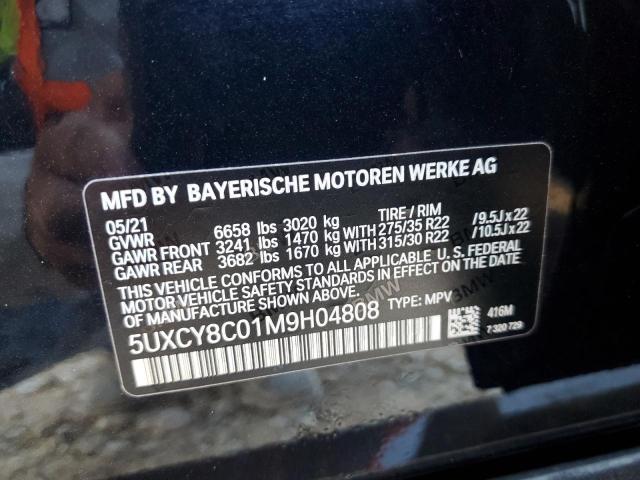 MFD BY BAYERISCHE MOTOREN WERKE AG
05/21 TIRE / RIM
GVWR 6658 lbs 3020 kg
GAWR FRONT 3241 lbs 1470 kg WITH 275/35 R22 /9.5J x 22
GAWR REAR 3682 lbs 1670 kg WITH 315/30 R22 /10.5J x 22
THIS VEHICLE CONFORMS TO ALL APPLICABLE U.S. FEDERAL
MOTOR VEHICLE SAFETY STANDARDS IN EFFECT ON THE DATE
OF MANUFACTURE SHOWN ABOVE.
5UXCY8C01M9H04808 TYPE: MPV 416M
7 320 729